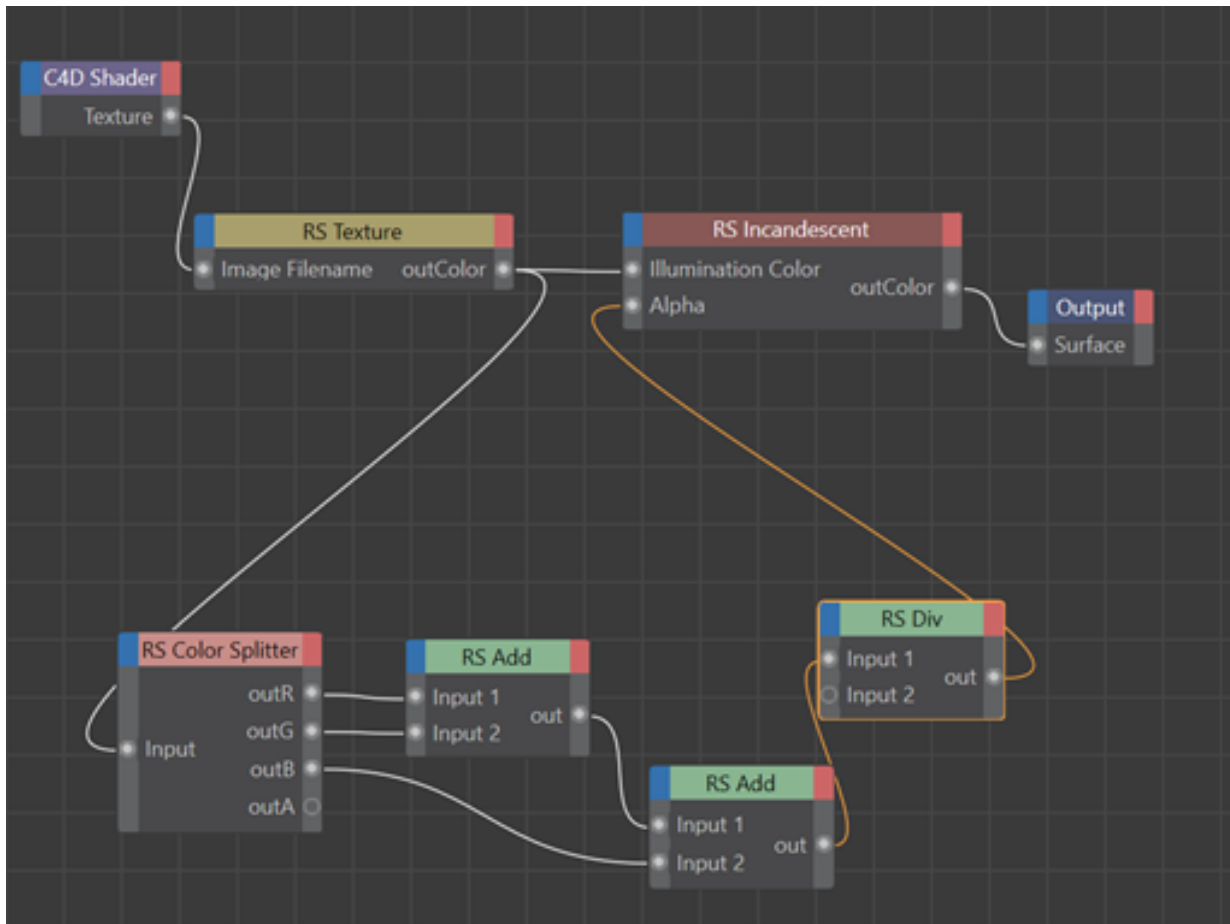 C4D Shader
Texture
RS Texture
Image Filename outColor
RS Incandescent
Illumination Color
outColor
Alpha
Output
Surface
RS Color Splitter
outR
outG
Input
outB
outA
RS Add
Input 1
out
Input 2
RS Add
Input 1
out
Input 2
RS Div
Input 1
out
Input 2